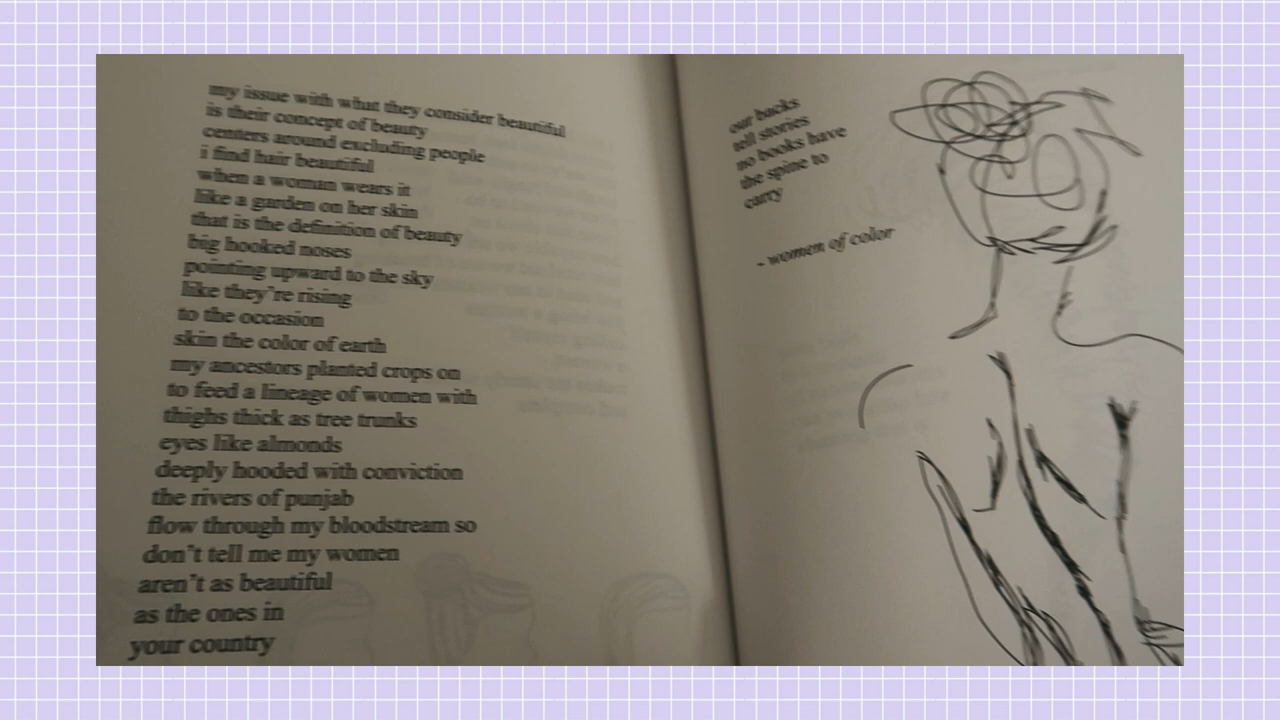 my issue with what they consider beautiful
is their concept of beauty
centers around excluding people
i find hair beautiful
when a woman wears it
like a garden on her skin
that is the definition of beauty
big hooked noses
pointing upward to the sky
like they're rising
to the occasion
skin the color of earth
my ancestors planted crops on
to feed a lineage of women with
thighs thick as tree trunks
eyes like almonds
deeply hooded with conviction
the rivers of punjab
flow through my bloodstream so
don't tell me my women
aren't as beautiful
as the ones in
your country
our backs
tell stories
no books have
the spine to
carry
- women of color